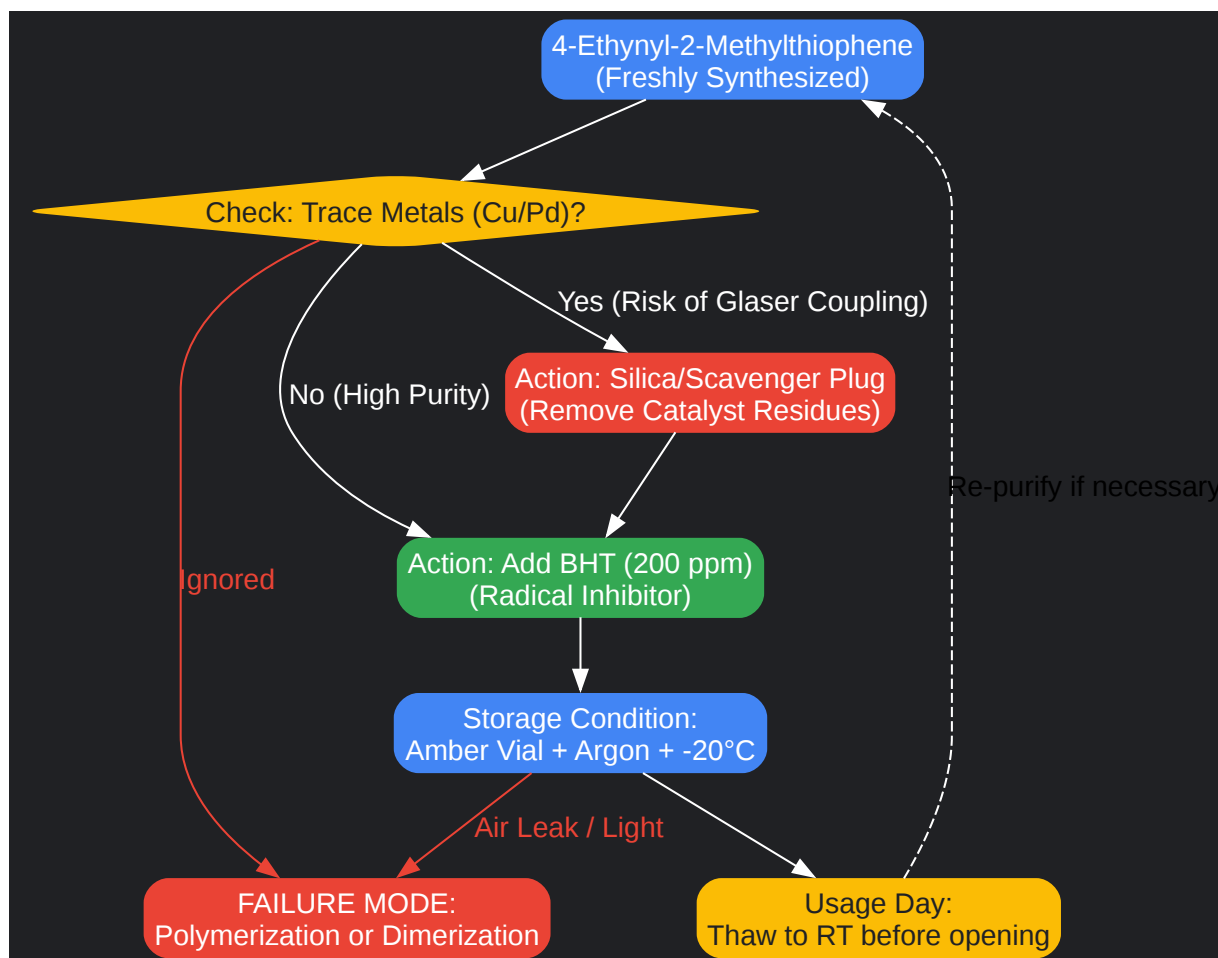 4-Ethynyl-2-Methylthiophene
(Freshly Synthesized)
Check: Trace Metals (Cu/Pd)?
Yes (Risk of Glaser Coupling)
Action: Silica/Scavenger Plug
(Remove Catalyst Residues)
No (High Purity)
Re-purify if necessary
Action: Add BHT (200 ppm)
(Radical Inhibitor)
Ignored
Storage Condition:
Amber Vial + Argon + -20°C
Air Leak / Light
FAILURE MODE:
Polymerization or Dimerization
Usage Day:
Thaw to RT before opening